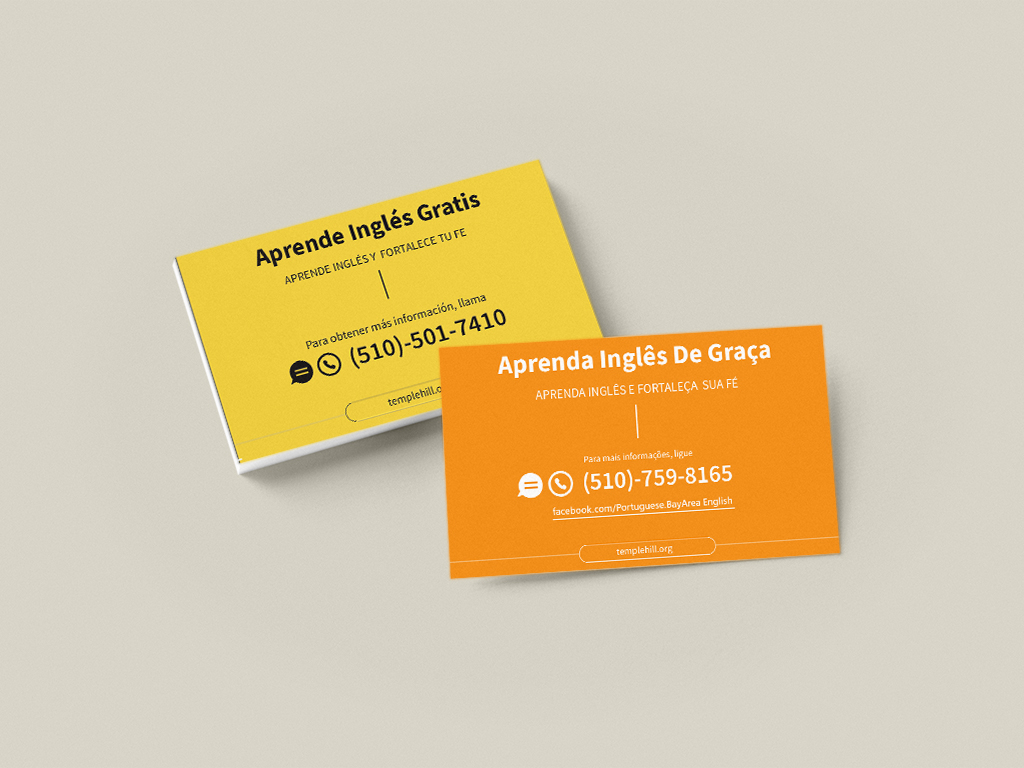 Aprende Inglés Gratis
APRENDE INGLÉS Y FORTALECE TU FE
Para obtener más información, llama
(510)-501-7410
templehill.o
Aprenda Inglês De Graça
APRENDA INGLÊS E FORTALEÇA SUA FÉ
Para mais informações, ligue
(510)-759-8165
facebook.com/Portuguese.BayArea English
templehill.org